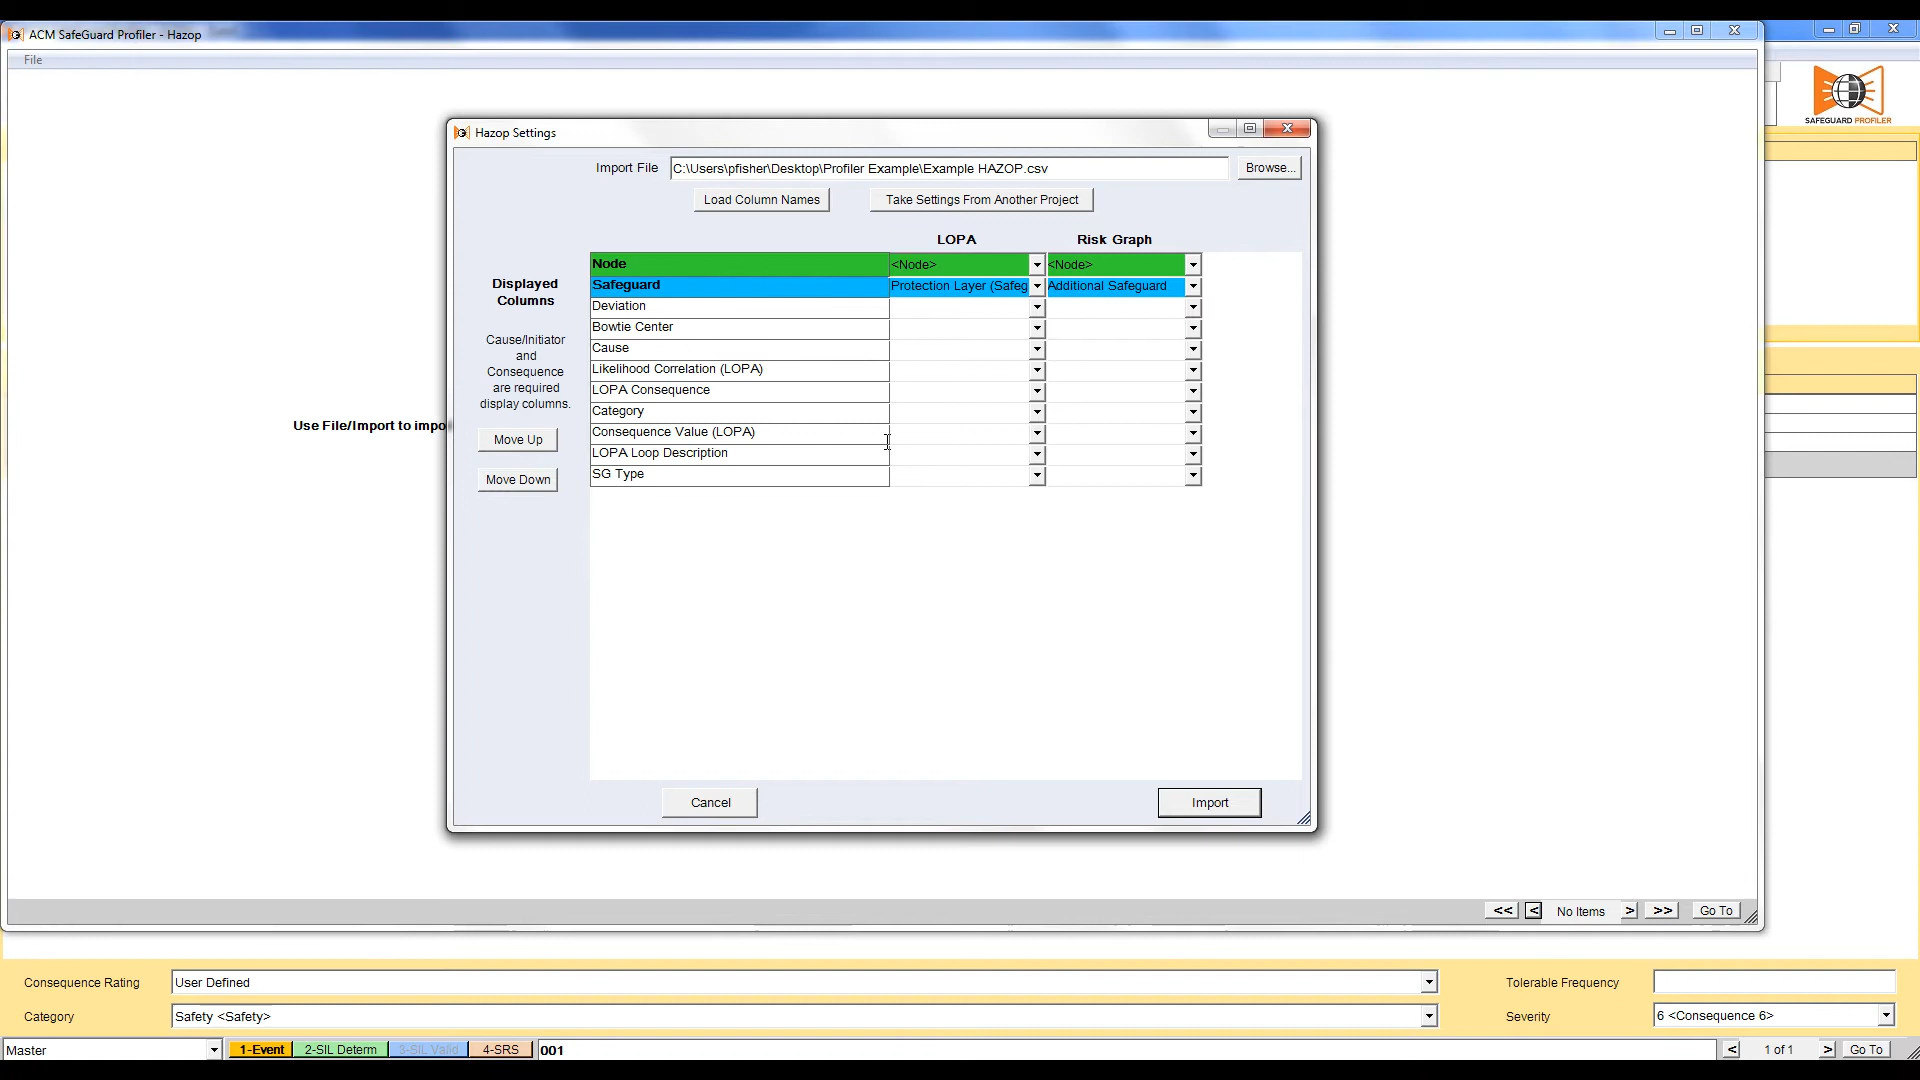 ACM SafeGuard Profiler - Hazop
File
SAFEGUARD PROFILER
Hazop Settings
Import File C:\Users\pfisher\Desktop\Profiler Example\Example HAZOP.csv Browse...
Load Column Names Take Settings From Another Project
LOPA Risk Graph
Node <Node> <Node>
Safeguard Protection Layer (Safeg Additional Safeguard
Deviation
Bowtie Center
Cause
Likelihood Correlation (LOPA)
LOPA Consequence
Category
Consequence Value (LOPA)
LOPA Loop Description
SG Type
Displayed
Columns
Cause/Initiator
and
Consequence
are required
display columns.
Move Up
Move Down
Use File/Import to impo
Cancel Import
<< < No Items > >> Go To
Consequence Rating User Defined Tolerable Frequency
Category Safety <Safety> Severity 6 <Consequence 6>
Master 1-Event 2-SIL Determ 3-SIL Valid 4-SRS 001 < 1 of 1 > Go To